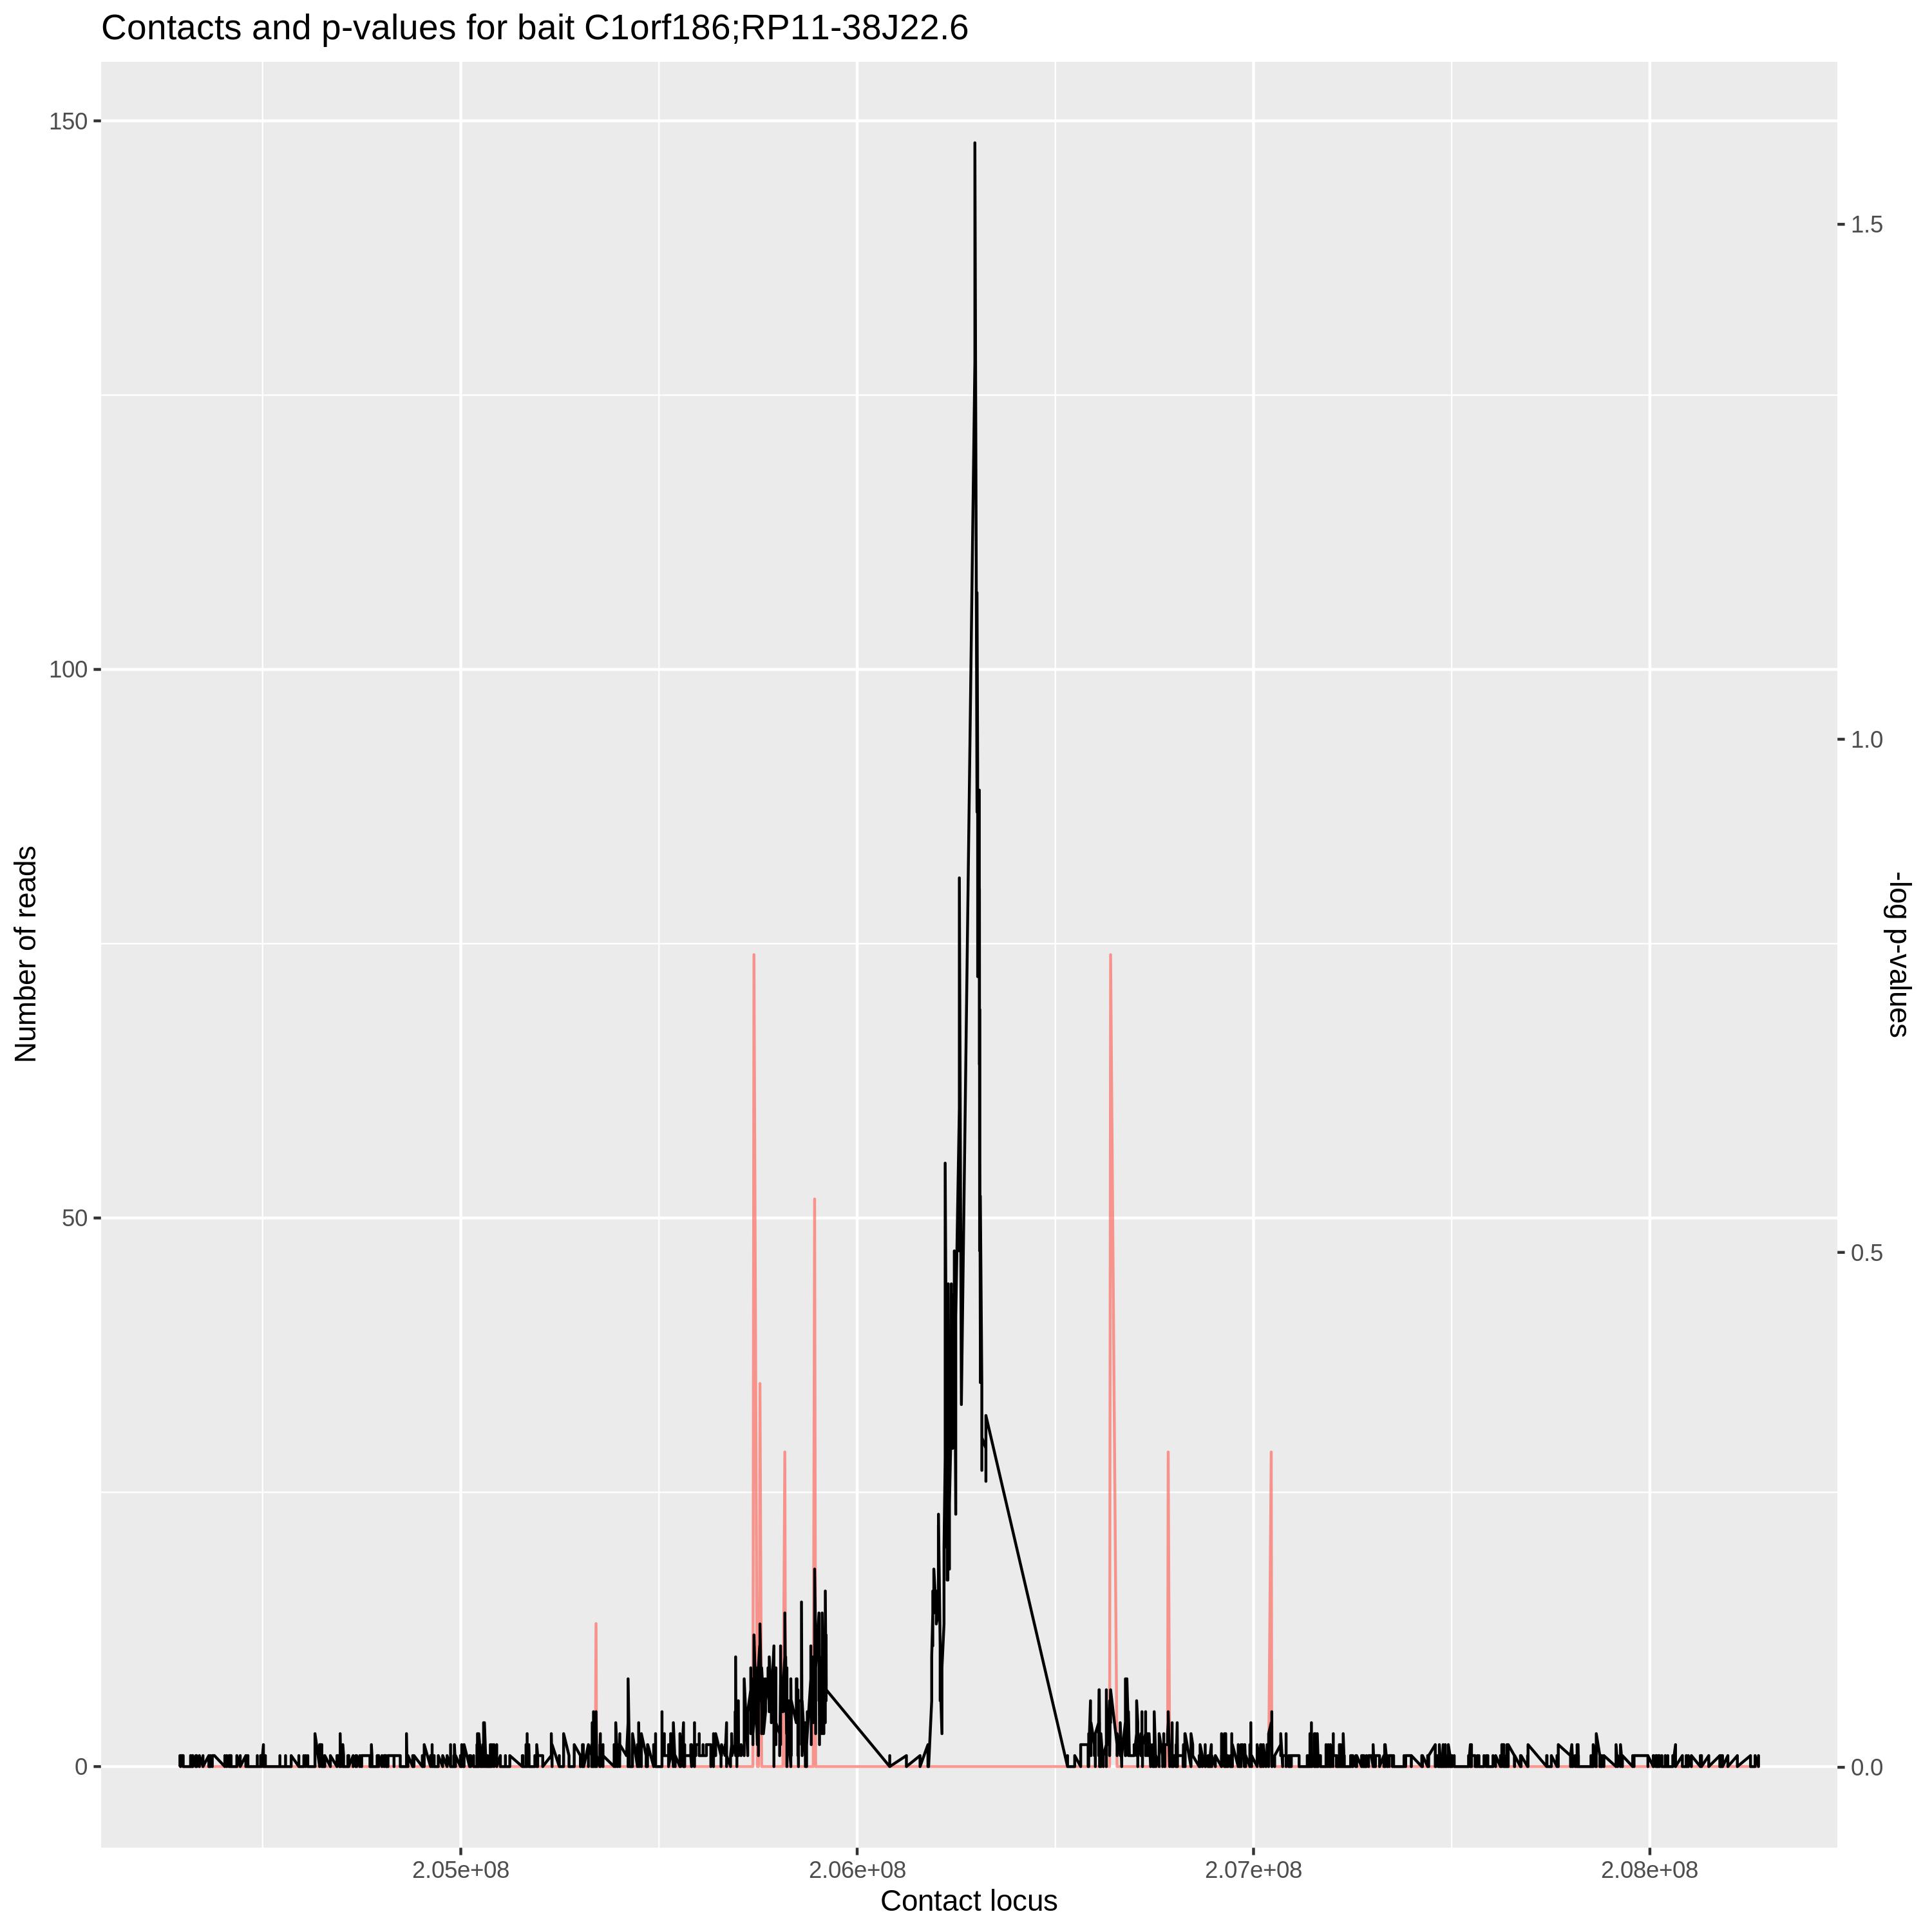 Contacts and p-values for bait C1orf186;RP11-38J22.6
150
100
50
0
Number of reads
1.5
1.0
0.5
0.0
-log p-values
2.05e+08
2.06e+08
2.07e+08
2.08e+08
Contact locus